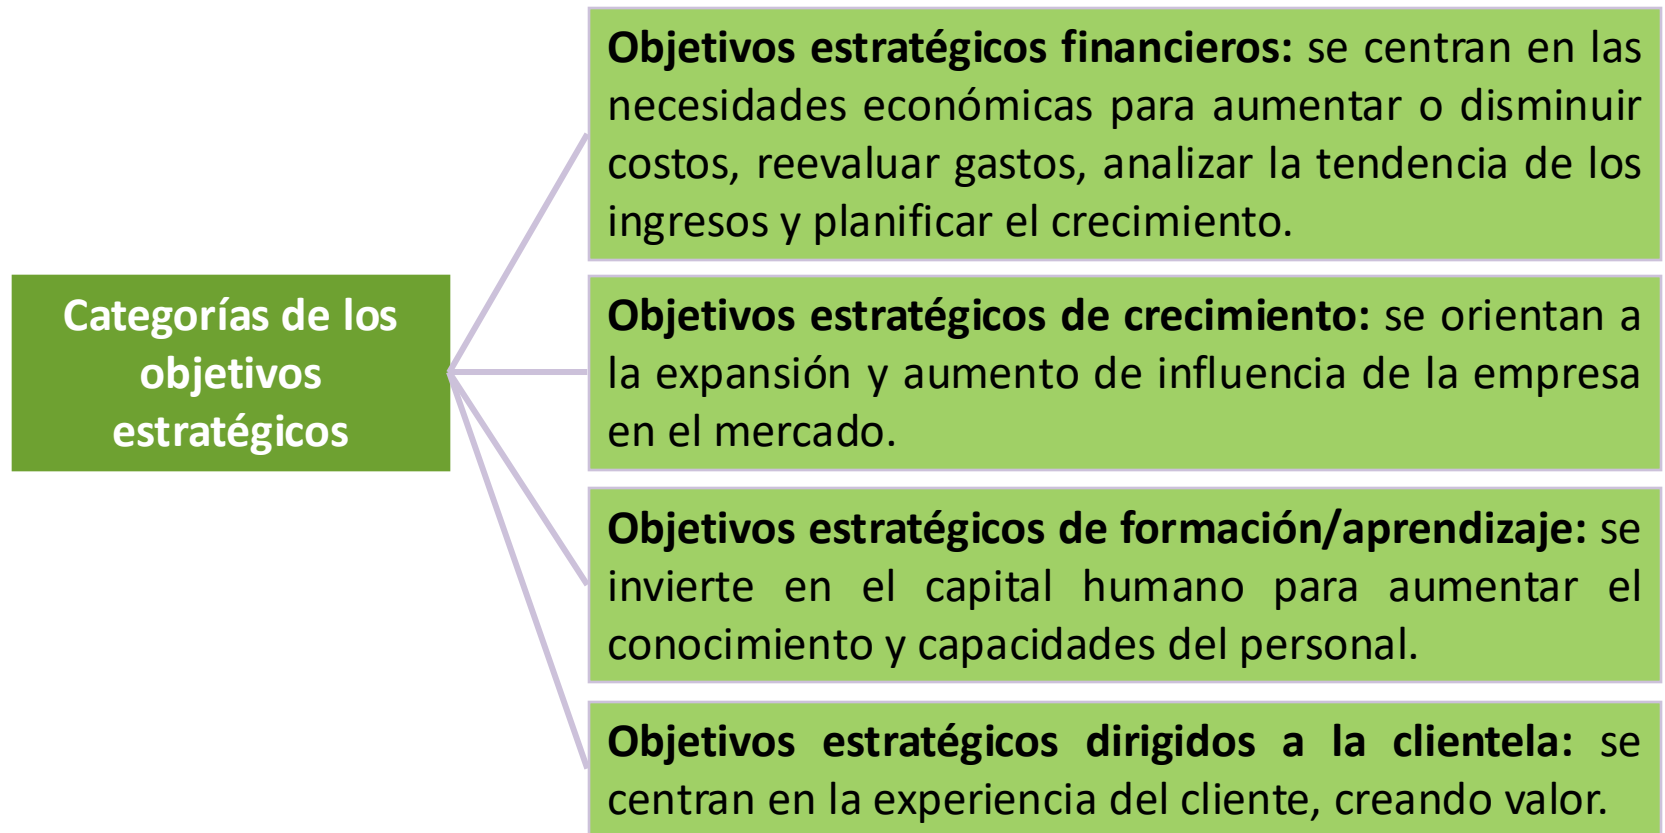 Objetivos estratégicos financieros: se centran en las
necesidades económicas para aumentar o disminuir
costos, reevaluar gastos, analizar la tendencia de los
ingresos y planificar el crecimiento.
Categorías de los
objetivos
estratégicos
Objetivos estratégicos de crecimiento: se orientan a
la expansión y aumento de influencia de la empresa
en el mercado.
Objetivos estratégicos de formación/aprendizaje: se
invierte en el capital humano para aumentar el
conocimiento y capacidades del personal.
Objetivos estratégicos dirigidos a la clientela: se
centran en la experiencia del cliente, creando valor.